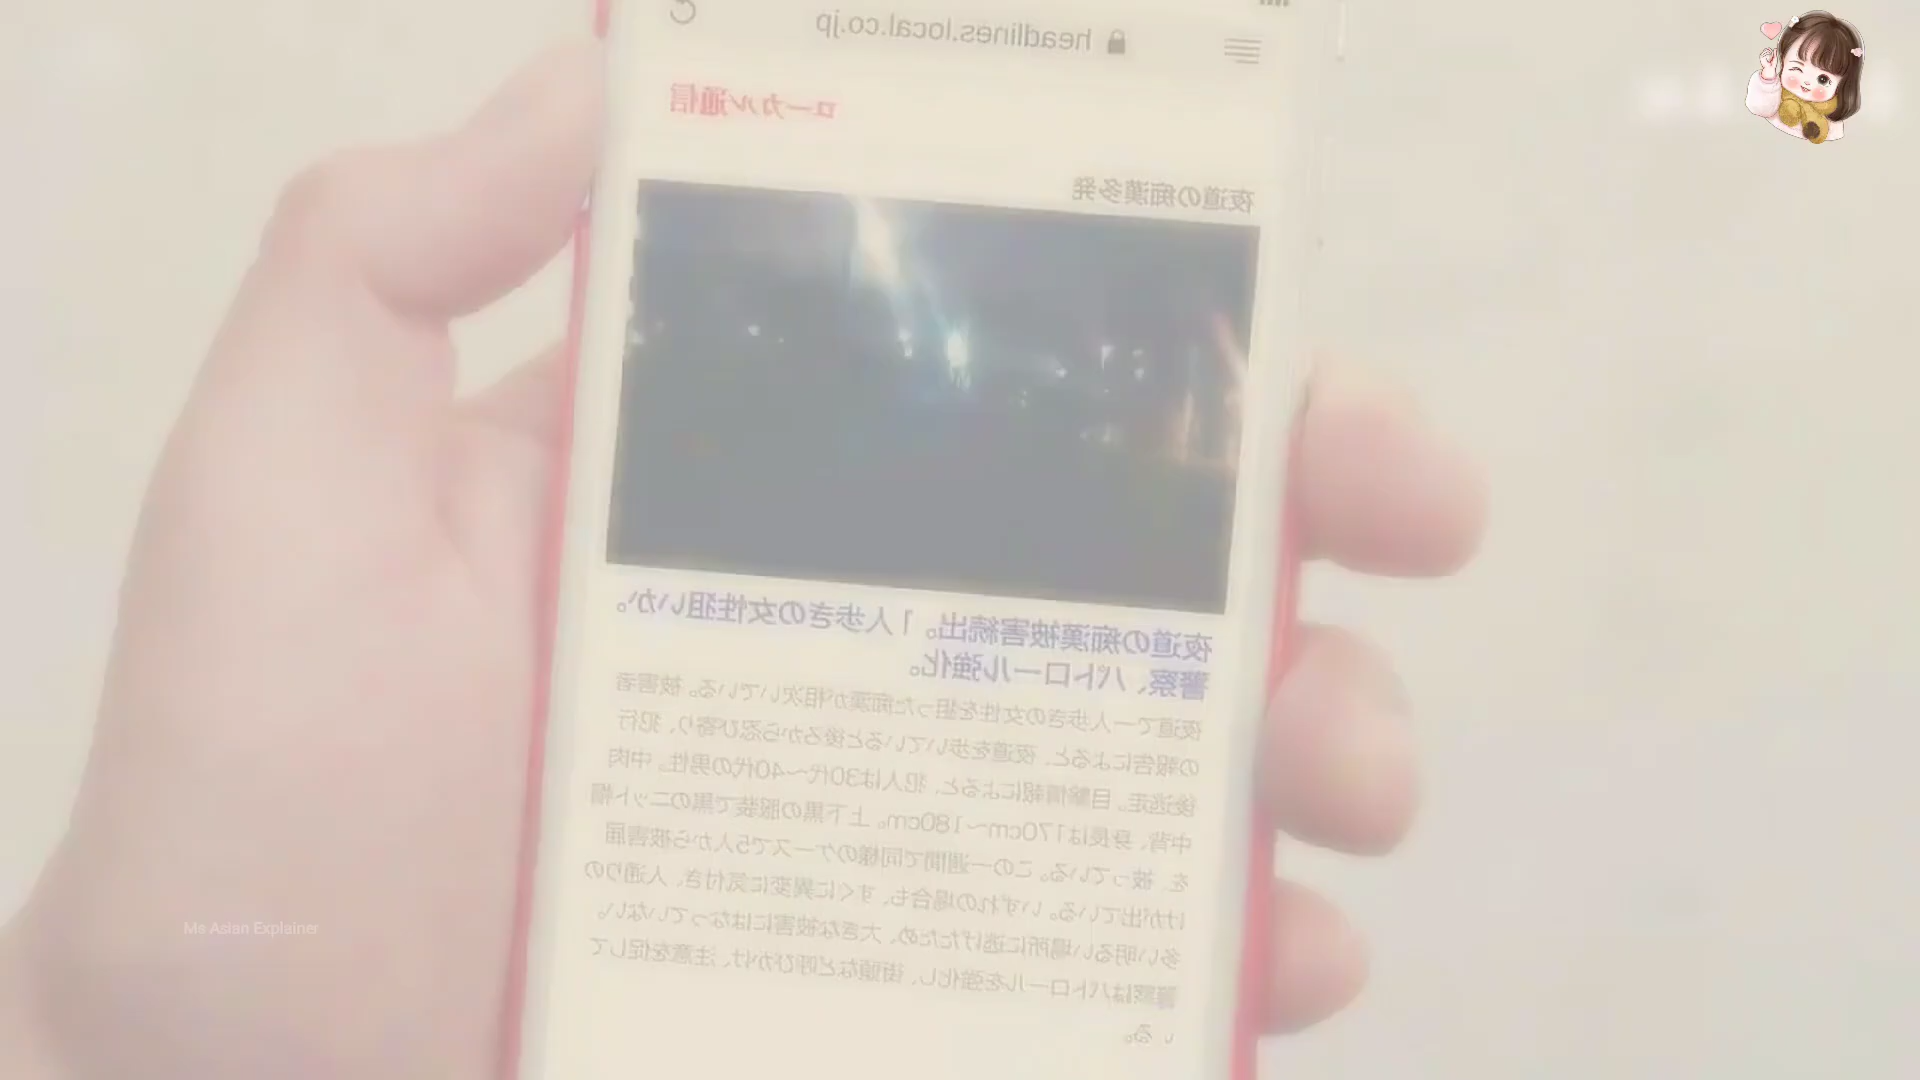 headlines.local.co.jp
ローカル通信
夜道の痴漢多発
夜道の痴漢被害続出。1人歩きの女性狙いか。
警察、パトロール強化。
夜道で一人歩きの女性を狙った痴漢が相次いでいる。被害者
の報告によると、夜道を歩いていると後ろから忍び寄り、犯行
後逃走。目撃情報によると、犯人は30代〜40代の男性。中肉
中背、身長は170cm〜180cm。上下黒の服装で黒のニット帽
を、被っている。この一週間で同様のケースで5人から被害届
けが出ている。いずれの場合も、すぐに異変に気付き、人通りの
多い明るい場所に逃げたため、大きな被害にはなっていない。
警察はパトロールを強化し、街頭など呼びかけ、注意を促して
いる。
Ms Asian Explainer